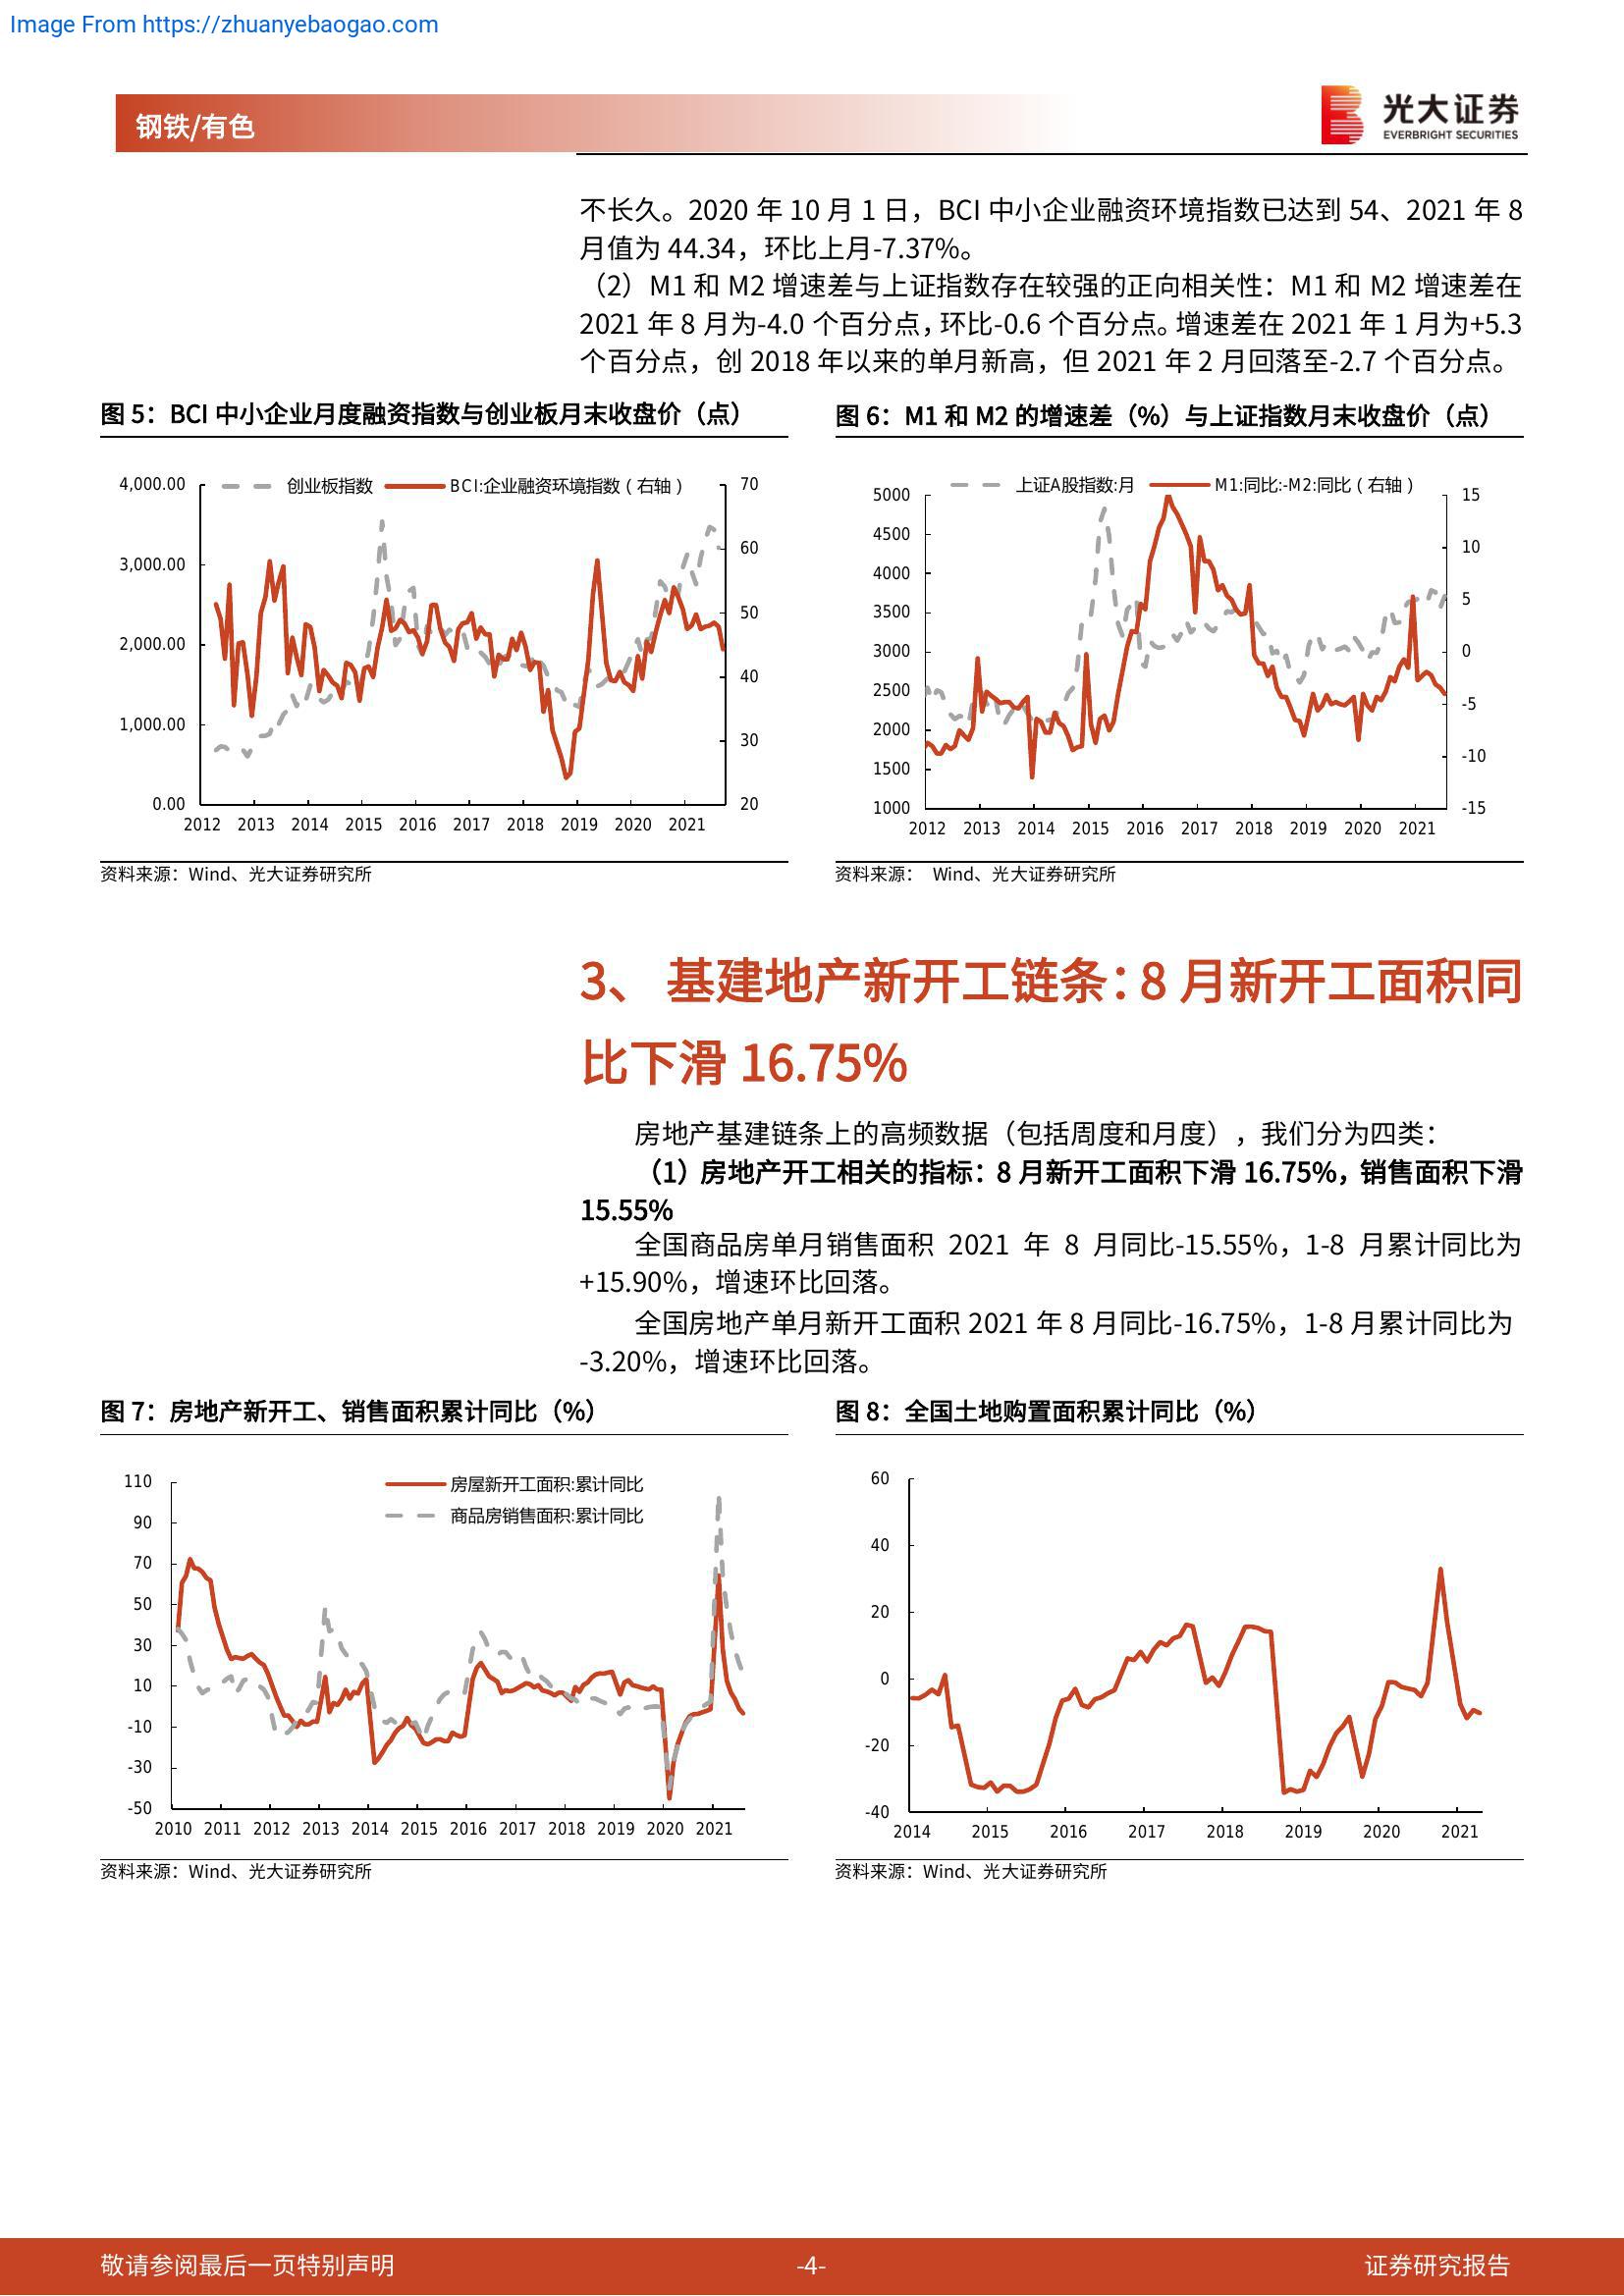 Image From https://zhuanyebaogao.com
钢铁/有色
光大证券
EVERBRIGHT SECURITIES
不长久。2020 年 10 月 1 日，BCI 中小企业融资环境指数已达到 54、2021 年 8
月值为 44.34，环比上月-7.37%。
（2）M1 和 M2 增速差与上证指数存在较强的正向相关性：M1 和 M2 增速差在
2021 年 8 月为-4.0 个百分点，环比-0.6 个百分点。增速差在 2021 年 1 月为+5.3
个百分点，创 2018 年以来的单月新高，但 2021 年 2 月回落至-2.7 个百分点。
图 5：BCI 中小企业月度融资指数与创业板月末收盘价（点）
创业板指数 BCI:企业融资环境指数（右轴）
4,000.00
3,000.00
2,000.00
1,000.00
0.00
70
60
50
40
30
20
2012 2013 2014 2015 2016 2017 2018 2019 2020 2021
资料来源：Wind、光大证券研究所
图 6：M1 和 M2 的增速差（%）与上证指数月末收盘价（点）
上证A股指数:月 M1:同比:-M2:同比（右轴）
5000
4500
4000
3500
3000
2500
2000
1500
1000
15
10
5
0
-5
-10
-15
2012 2013 2014 2015 2016 2017 2018 2019 2020 2021
资料来源： Wind、光大证券研究所
3、 基建地产新开工链条：8 月新开工面积同
比下滑 16.75%
房地产基建链条上的高频数据（包括周度和月度），我们分为四类：
（1）房地产开工相关的指标：8 月新开工面积下滑 16.75%，销售面积下滑
15.55%
全国商品房单月销售面积 2021 年 8 月同比-15.55%，1-8 月累计同比为
+15.90%，增速环比回落。
全国房地产单月新开工面积 2021 年 8 月同比-16.75%，1-8 月累计同比为
-3.20%，增速环比回落。
图 7：房地产新开工、销售面积累计同比（%）
房屋新开工面积:累计同比
商品房销售面积:累计同比
110
90
70
50
30
10
-10
-30
-50
2010 2011 2012 2013 2014 2015 2016 2017 2018 2019 2020 2021
资料来源：Wind、光大证券研究所
图 8：全国土地购置面积累计同比（%）
60
40
20
0
-20
-40
2014 2015 2016 2017 2018 2019 2020 2021
资料来源：Wind、光大证券研究所
敬请参阅最后一页特别声明
-4-
证券研究报告